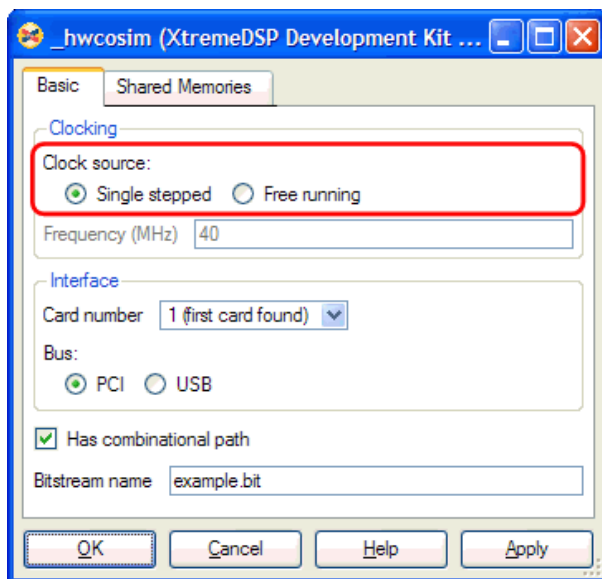 _hwcosim (XtremeDSP Development Kit ...
Basic Shared Memories
Clocking
Clock source:
Single stepped Free running
Frequency (MHz) 40
Interface
Card number 1 (first card found)
Bus:
PCI USB
Has combinational path
Bitstream name example.bit
OK Cancel Help Apply